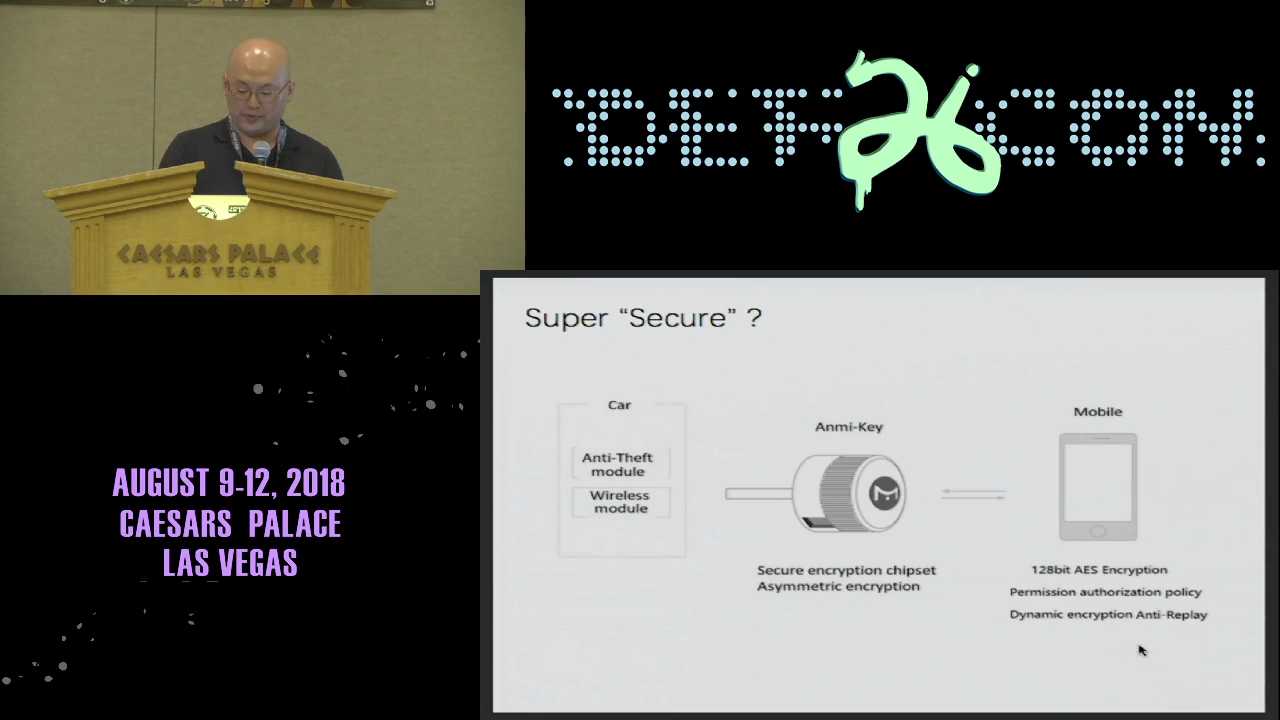 DEF 26 CON
CAESARS PALACE
LAS VEGAS
AUGUST 9-12, 2018
CAESARS PALACE
LAS VEGAS
Super “Secure” ?
Car
Anti-Theft
module
Wireless
module
Anmi-Key
Secure encryption chipset
Asymmetric encryption
Mobile
128bit AES Encryption
Permission authorization policy
Dynamic encryption Anti-Replay